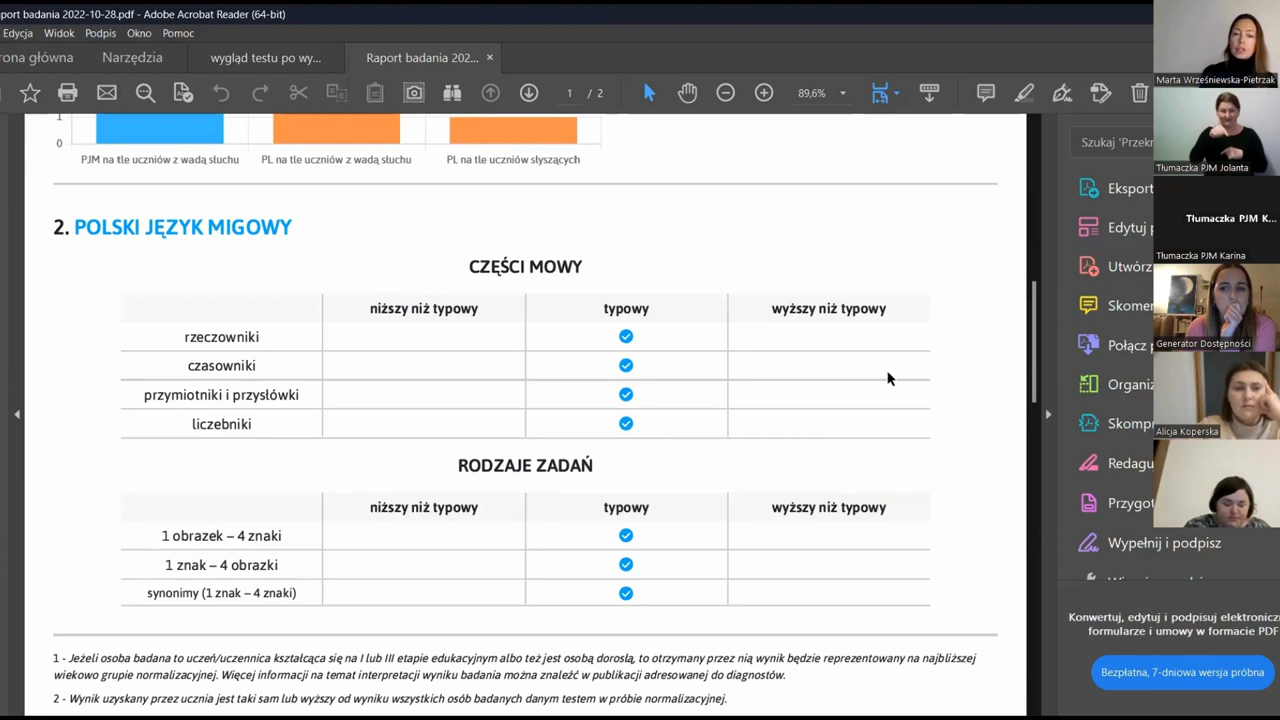 port badania 2022-10-28.pdf - Adobe Acrobat Reader (64-bit)
Edycja Widok Podpis Okno Pomoc
rona główna Narzędzia wygląd testu po wy... Raport badania 202... ×
1 / 2 89,6%
1
0
PJM na tle uczniów z wadą słuchu PL na tle uczniów z wadą słuchu PL na tle uczniów słyszących
2. POLSKI JĘZYK MIGOWY
CZĘŚCI MOWY
niższy niż typowy typowy wyższy niż typowy
rzeczowniki
czasowniki
przymiotniki i przysłówki
liczebniki
RODZAJE ZADAŃ
niższy niż typowy typowy wyższy niż typowy
1 obrazek – 4 znaki
1 znak – 4 obrazki
synonimy (1 znak – 4 znaki)
1 - Jeżeli osoba badana to uczeń/uczennica kształcąca się na I lub III etapie edukacyjnym albo też jest osobą dorosłą, to otrzymany przez nią wynik będzie reprezentowany na najbliższej
wiekowo grupie normalizacyjnej. Więcej informacji na temat interpretacji wyniku badania można znaleźć w publikacji adresowanej do diagnostów.
2 - Wynik uzyskany przez ucznia jest taki sam lub wyższy od wyniku wszystkich osób badanych danym testem w próbie normalizacyjnej.
Szukaj 'Przekr
Eksport
Edytuj p
Utwórz
Skomen
Połącz p
Organiz
Skompr
Redagu
Przygot
Wypełnij i podpisz
Konwertuj, edytuj i podpisuj elektroniczn
formularze i umowy w formacie PDF
Bezpłatna, 7-dniowa wersja próbna
Marta Wrześniewska-Pietrzak
Tłumaczka PJM Jolanta
Tłumaczka PJM K...
Tłumaczka PJM Karina
Generator Dostępności
Alicja Koperska